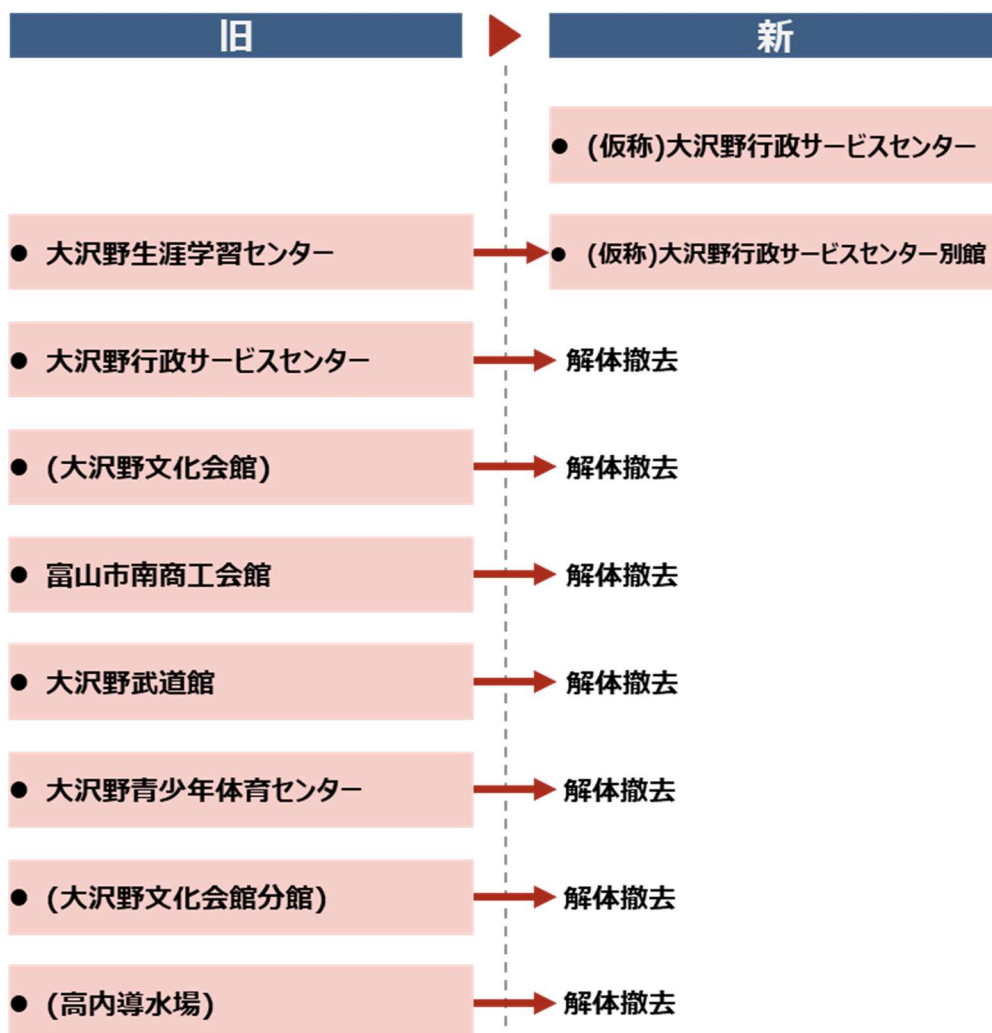 旧
新
● (仮称)大沢野行政サービスセンター
● 大沢野生涯学習センター
● (仮称)大沢野行政サービスセンター別館
● 大沢野行政サービスセンター
解体撤去
● (大沢野文化会館)
解体撤去
● 富山市南商工会館
解体撤去
● 大沢野武道館
解体撤去
● 大沢野青少年体育センター
解体撤去
● (大沢野文化会館分館)
解体撤去
● (高内導水場)
解体撤去